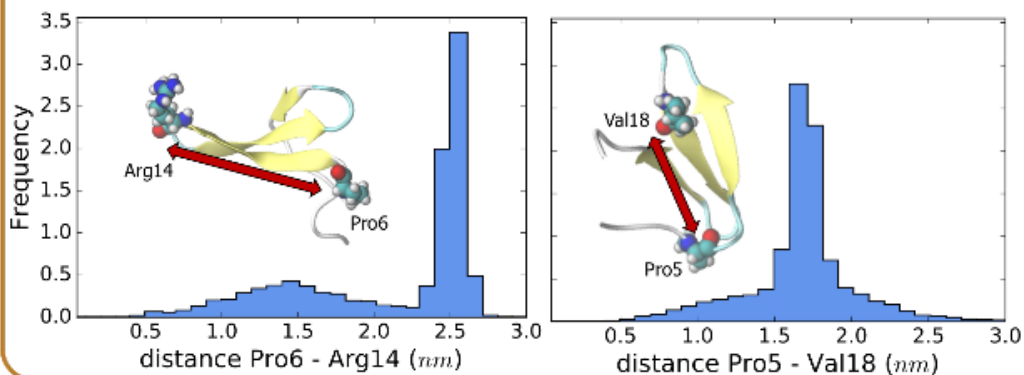 Frequency
3.5
3.0
2.5
2.0
1.5
1.0
0.5
0.0
Arg14
Pro6
0.5 1.0 1.5 2.0 2.5 3.0
distance Pro6 - Arg14 (nm)
Val18
Pro5
0.5 1.0 1.5 2.0 2.5 3.0
distance Pro5 - Val18 (nm)